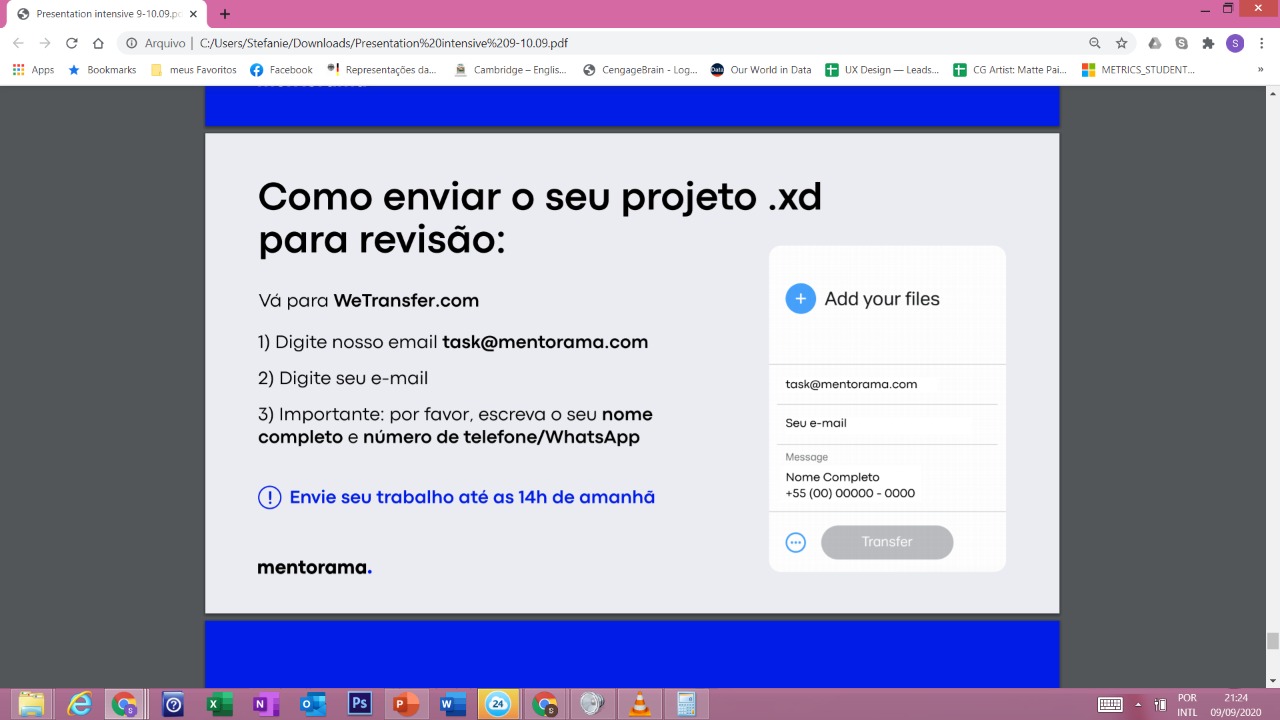 Presentation intensive 9-10.09.p
Arquivo | C:/Users/Stefanie/Downloads/Presentation%20intensive%209-1009.pdf
S
Apps
Bookmarks
meus Favoritos
Facebook
Representações da...
Cambridge – Englis...
CengageBrain - Log...
Our World in Data
UX Design — Leads...
CG Artist: Matte Pai...
METRICS_STUDENT...
»
Como enviar o seu projeto .xd
para revisão:
Vá para WeTransfer.com
1) Digite nosso email task@mentorama.com
2) Digite seu e-mail
3) Importante: por favor, escreva o seu nome
completo e número de telefone/WhatsApp
! Envie seu trabalho até as 14h de amanhã
mentorama.
+ Add your files
task@mentorama.com
Seu e-mail
Message
Nome Completo
+55 (00) 00000 - 0000
Transfer
24
POR
INTL
21:24
09/09/2020